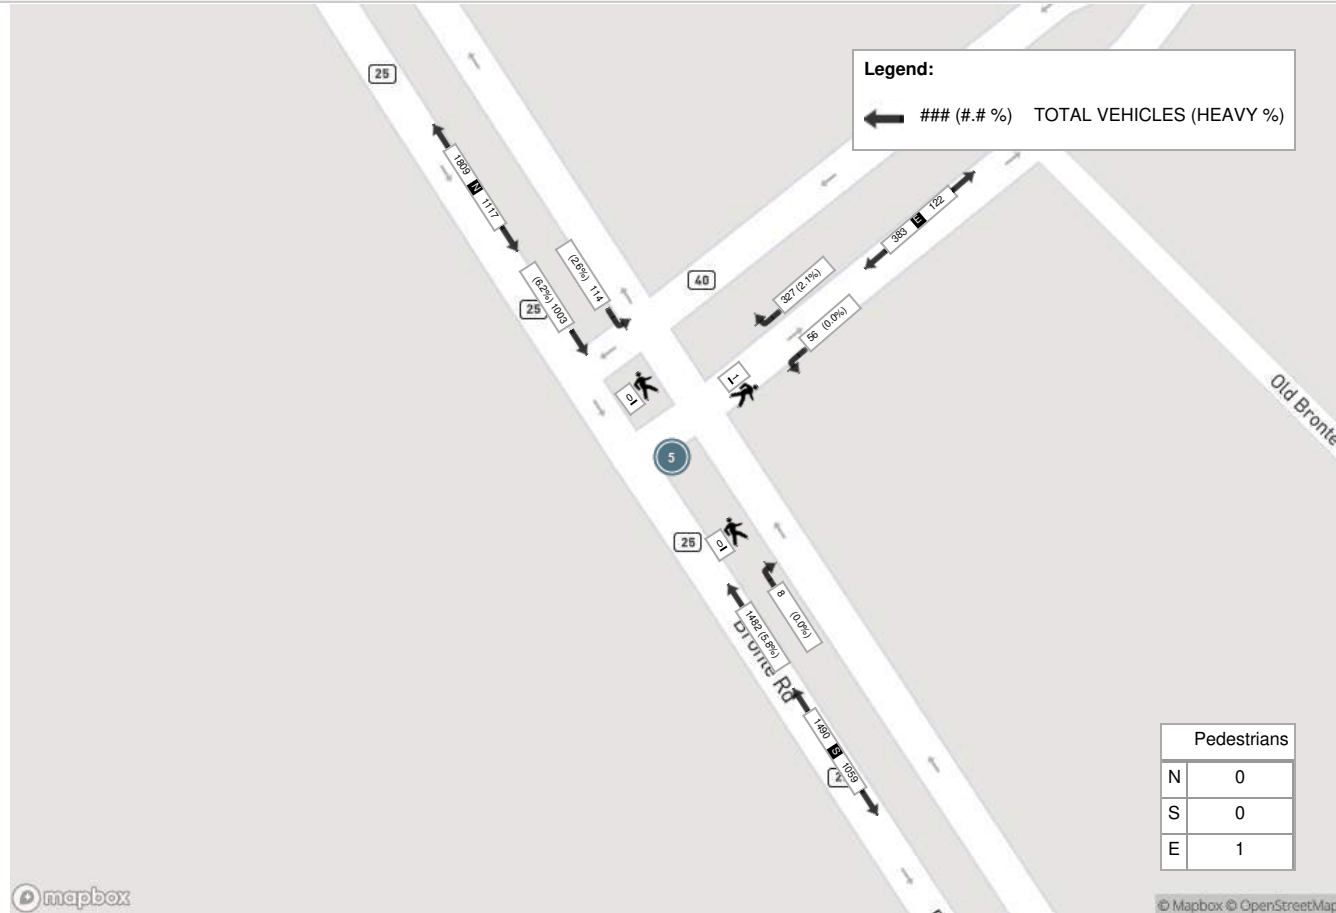 25
Legend:
### (#.# %) TOTAL VEHICLES (HEAVY %)
1809 N 1117
122
E
383
(2.6%) 114
(6.2%) 1003
25
40
327 (2.1%)
56 (0.0%)
1
0
5
Old Bronte
25
0
8 (0.0%)
1482 (5.8%)
Bronte Rd
1490 S 1059
Pedestrians
N 0
S 0
E 1
mapbox
© Mapbox © OpenStreetMap